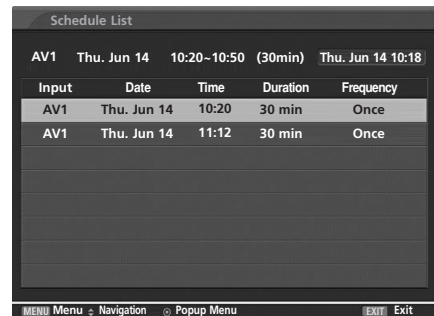 Schedule List
AV1 Thu. Jun 14 10:20~10:50 (30min) Thu. Jun 14 10:18
Input Date Time Duration Frequency
AV1 Thu. Jun 14 10:20 30 min Once
AV1 Thu. Jun 14 11:12 30 min Once
MENU Menu Navigation Popup Menu EXIT Exit